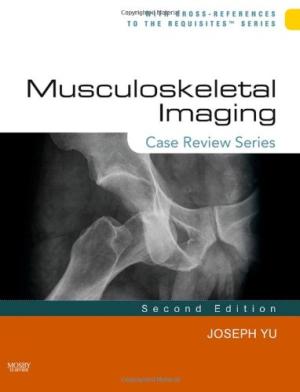 WITH CROSS-REFERENCES
TO THE REQUISITES™ SERIES
Musculoskeletal
Imaging
Case Review Series
Second Edition
JOSEPH YU
MOSBY
ELSEVIER